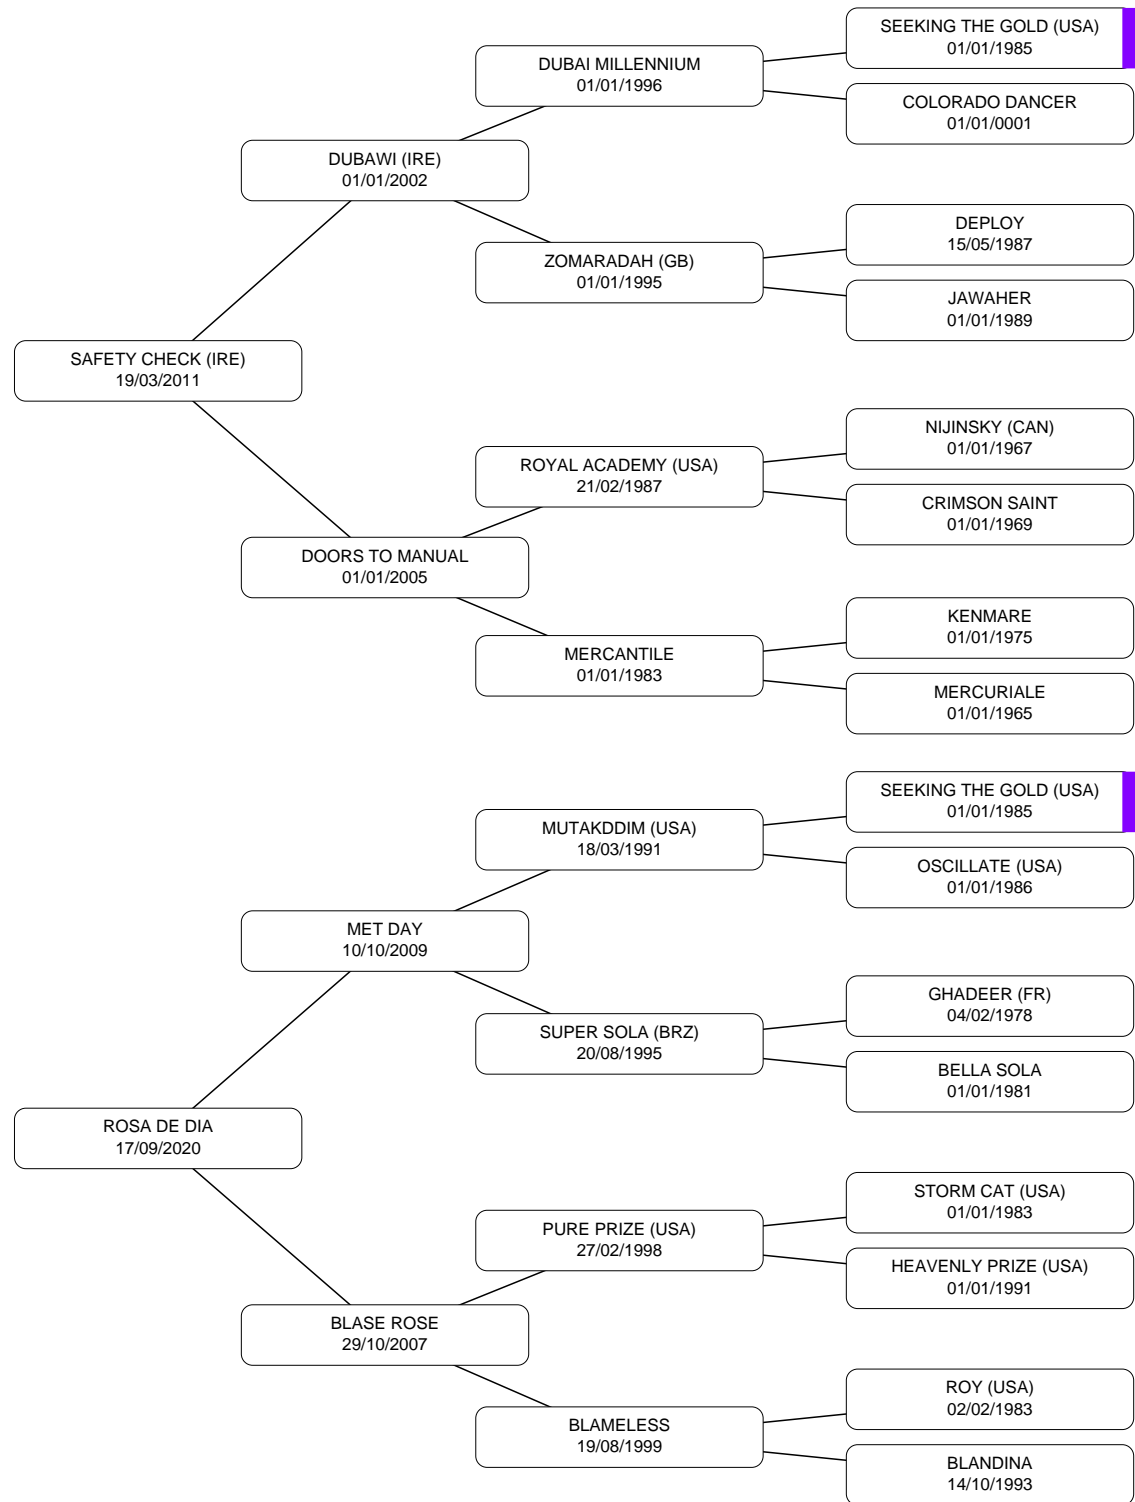 SEEKING THE GOLD (USA)
01/01/1985
DUBAI MILLENNIUM
01/01/1996
COLORADO DANCER
01/01/0001
DUBAWI (IRE)
01/01/2002
DEPLOY
15/05/1987
ZOMARADAH (GB)
01/01/1995
JAWAHER
01/01/1989
SAFETY CHECK (IRE)
19/03/2011
NIJINSKY (CAN)
01/01/1967
ROYAL ACADEMY (USA)
21/02/1987
CRIMSON SAINT
01/01/1969
DOORS TO MANUAL
01/01/2005
KENMARE
01/01/1975
MERCANTILE
01/01/1983
MERCURIALE
01/01/1965
SEEKING THE GOLD (USA)
01/01/1985
MUTAKDDIM (USA)
18/03/1991
OSCILLATE (USA)
01/01/1986
MET DAY
10/10/2009
GHADEER (FR)
04/02/1978
SUPER SOLA (BRZ)
20/08/1995
BELLA SOLA
01/01/1981
ROSA DE DIA
17/09/2020
STORM CAT (USA)
01/01/1983
PURE PRIZE (USA)
27/02/1998
HEAVENLY PRIZE (USA)
01/01/1991
BLASE ROSE
29/10/2007
ROY (USA)
02/02/1983
BLAMELESS
19/08/1999
BLANDINA
14/10/1993